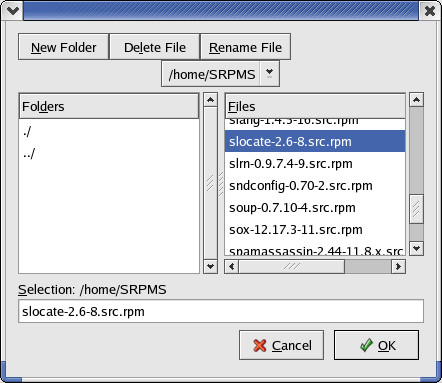 New Folder Delete File Rename File
/home/SRPMS
Folders
./
../
Files
slang-1.4.5-16.src.rpm
slocate-2.6-8.src.rpm
slrn-0.9.7.4-9.src.rpm
sndconfig-0.70-2.src.rpm
soup-0.7.10-4.src.rpm
sox-12.17.3-11.src.rpm
spamassassin-2.44-11.8.x.src
Selection: /home/SRPMS
slocate-2.6-8.src.rpm
Cancel OK